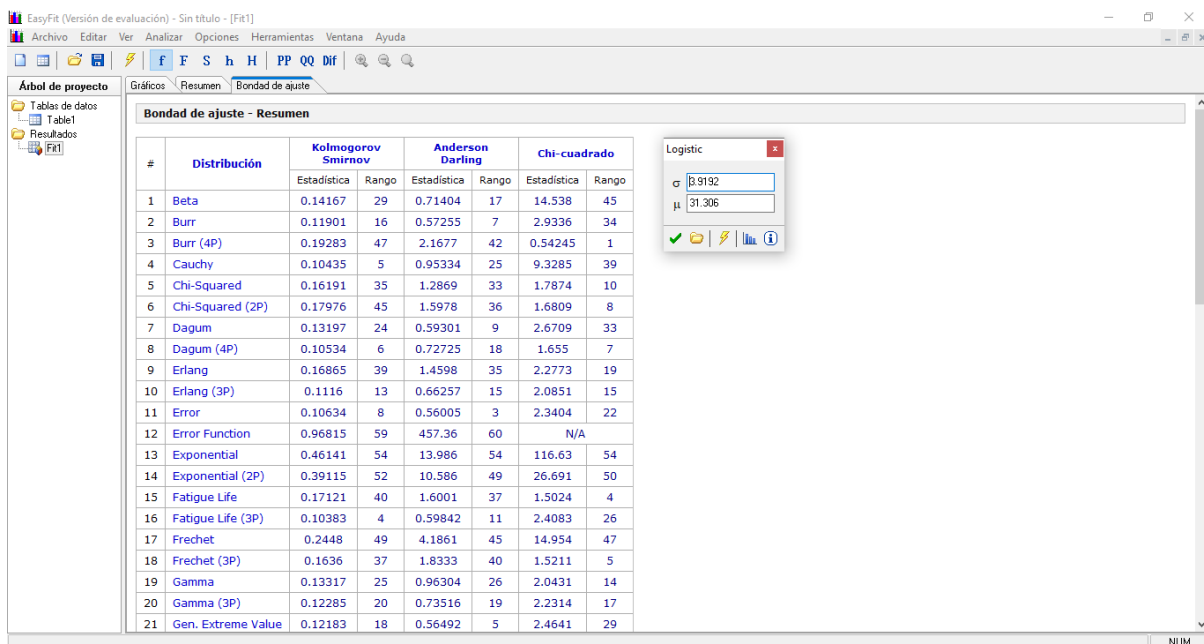 EasyFit (Versión de evaluación) - Sin título - [Fit1]
Archivo Editar Ver Analizar Opciones Herramientas Ventana Ayuda
f F S h H PP QQ Dif
Árbol de proyecto
Tablas de datos
Table1
Resultados
Fit1
Gráficos Resumen Bondad de ajuste
Bondad de ajuste - Resumen
# Distribución Kolmogorov Smirnov Anderson Darling Chi-cuadrado
Estadística Rango Estadística Rango Estadística Rango
1 Beta 0.14167 29 0.71404 17 14.538 45
2 Burr 0.11901 16 0.57255 7 2.9336 34
3 Burr (4P) 0.19283 47 2.1677 42 0.54245 1
4 Cauchy 0.10435 5 0.95334 25 9.3285 39
5 Chi-Squared 0.16191 35 1.2869 33 1.7874 10
6 Chi-Squared (2P) 0.17976 45 1.5978 36 1.6809 8
7 Dagum 0.13197 24 0.59301 9 2.6709 33
8 Dagum (4P) 0.10534 6 0.72725 18 1.655 7
9 Erlang 0.16865 39 1.4598 35 2.2773 19
10 Erlang (3P) 0.1116 13 0.66257 15 2.0851 15
11 Error 0.10634 8 0.56005 3 2.3404 22
12 Error Function 0.96815 59 457.36 60 N/A
13 Exponential 0.46141 54 13.986 54 116.63 54
14 Exponential (2P) 0.39115 52 10.586 49 26.691 50
15 Fatigue Life 0.17121 40 1.6001 37 1.5024 4
16 Fatigue Life (3P) 0.10383 4 0.59842 11 2.4083 26
17 Frechet 0.2448 49 4.1861 45 14.954 47
18 Frechet (3P) 0.1636 37 1.8333 40 1.5211 5
19 Gamma 0.13317 25 0.96304 26 2.0431 14
20 Gamma (3P) 0.12285 20 0.73516 19 2.2314 17
21 Gen. Extreme Value 0.12183 18 0.56492 5 2.4641 29
Logistic
σ 3.9192
μ 31.306
NUM